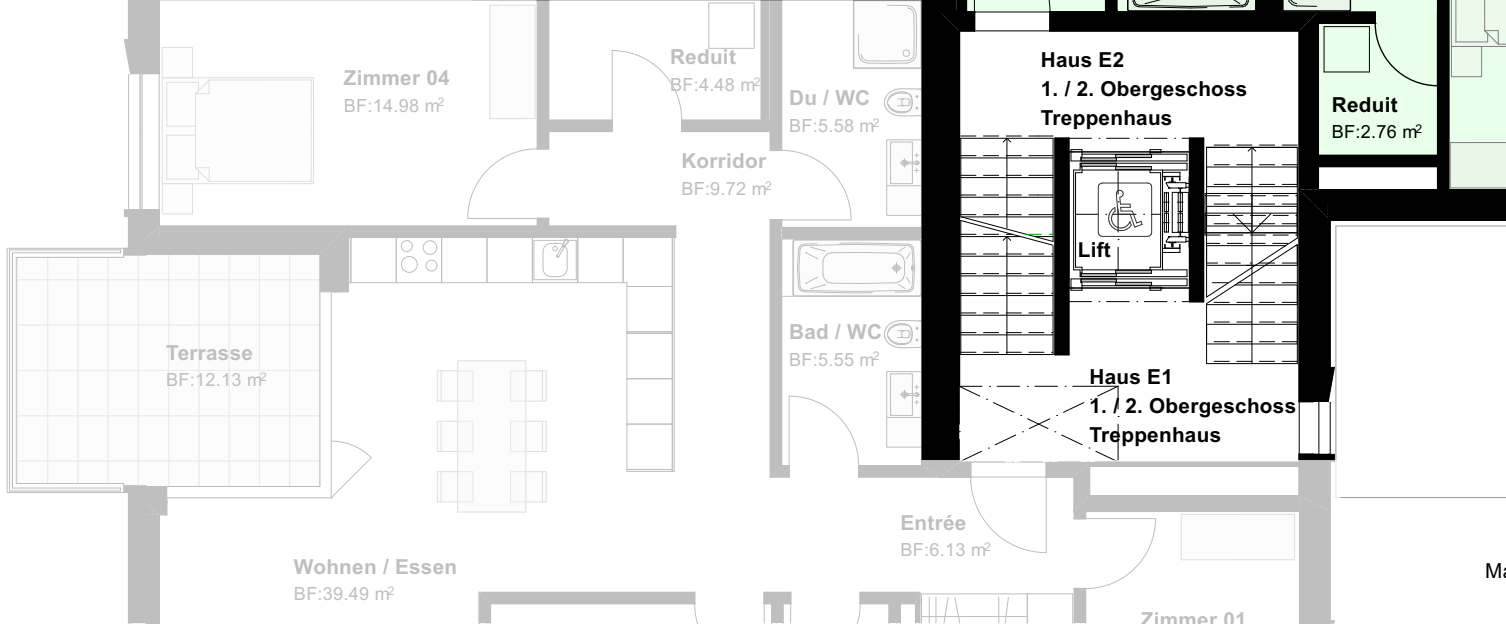 Zimmer 04
BF:14.98 m²
Reduit
BF:4.48 m²
Du / WC
BF:5.58 m²
Korridor
BF:9.72 m²
Haus E2
1. / 2. Obergeschoss
Treppenhaus
Reduit
BF:2.76 m²
Lift
Terrasse
BF:12.13 m²
Bad / WC
BF:5.55 m²
Haus E1
1. / 2. Obergeschoss
Treppenhaus
Entrée
BF:6.13 m²
Wohnen / Essen
BF:39.49 m²
Zimmer 01
Ma